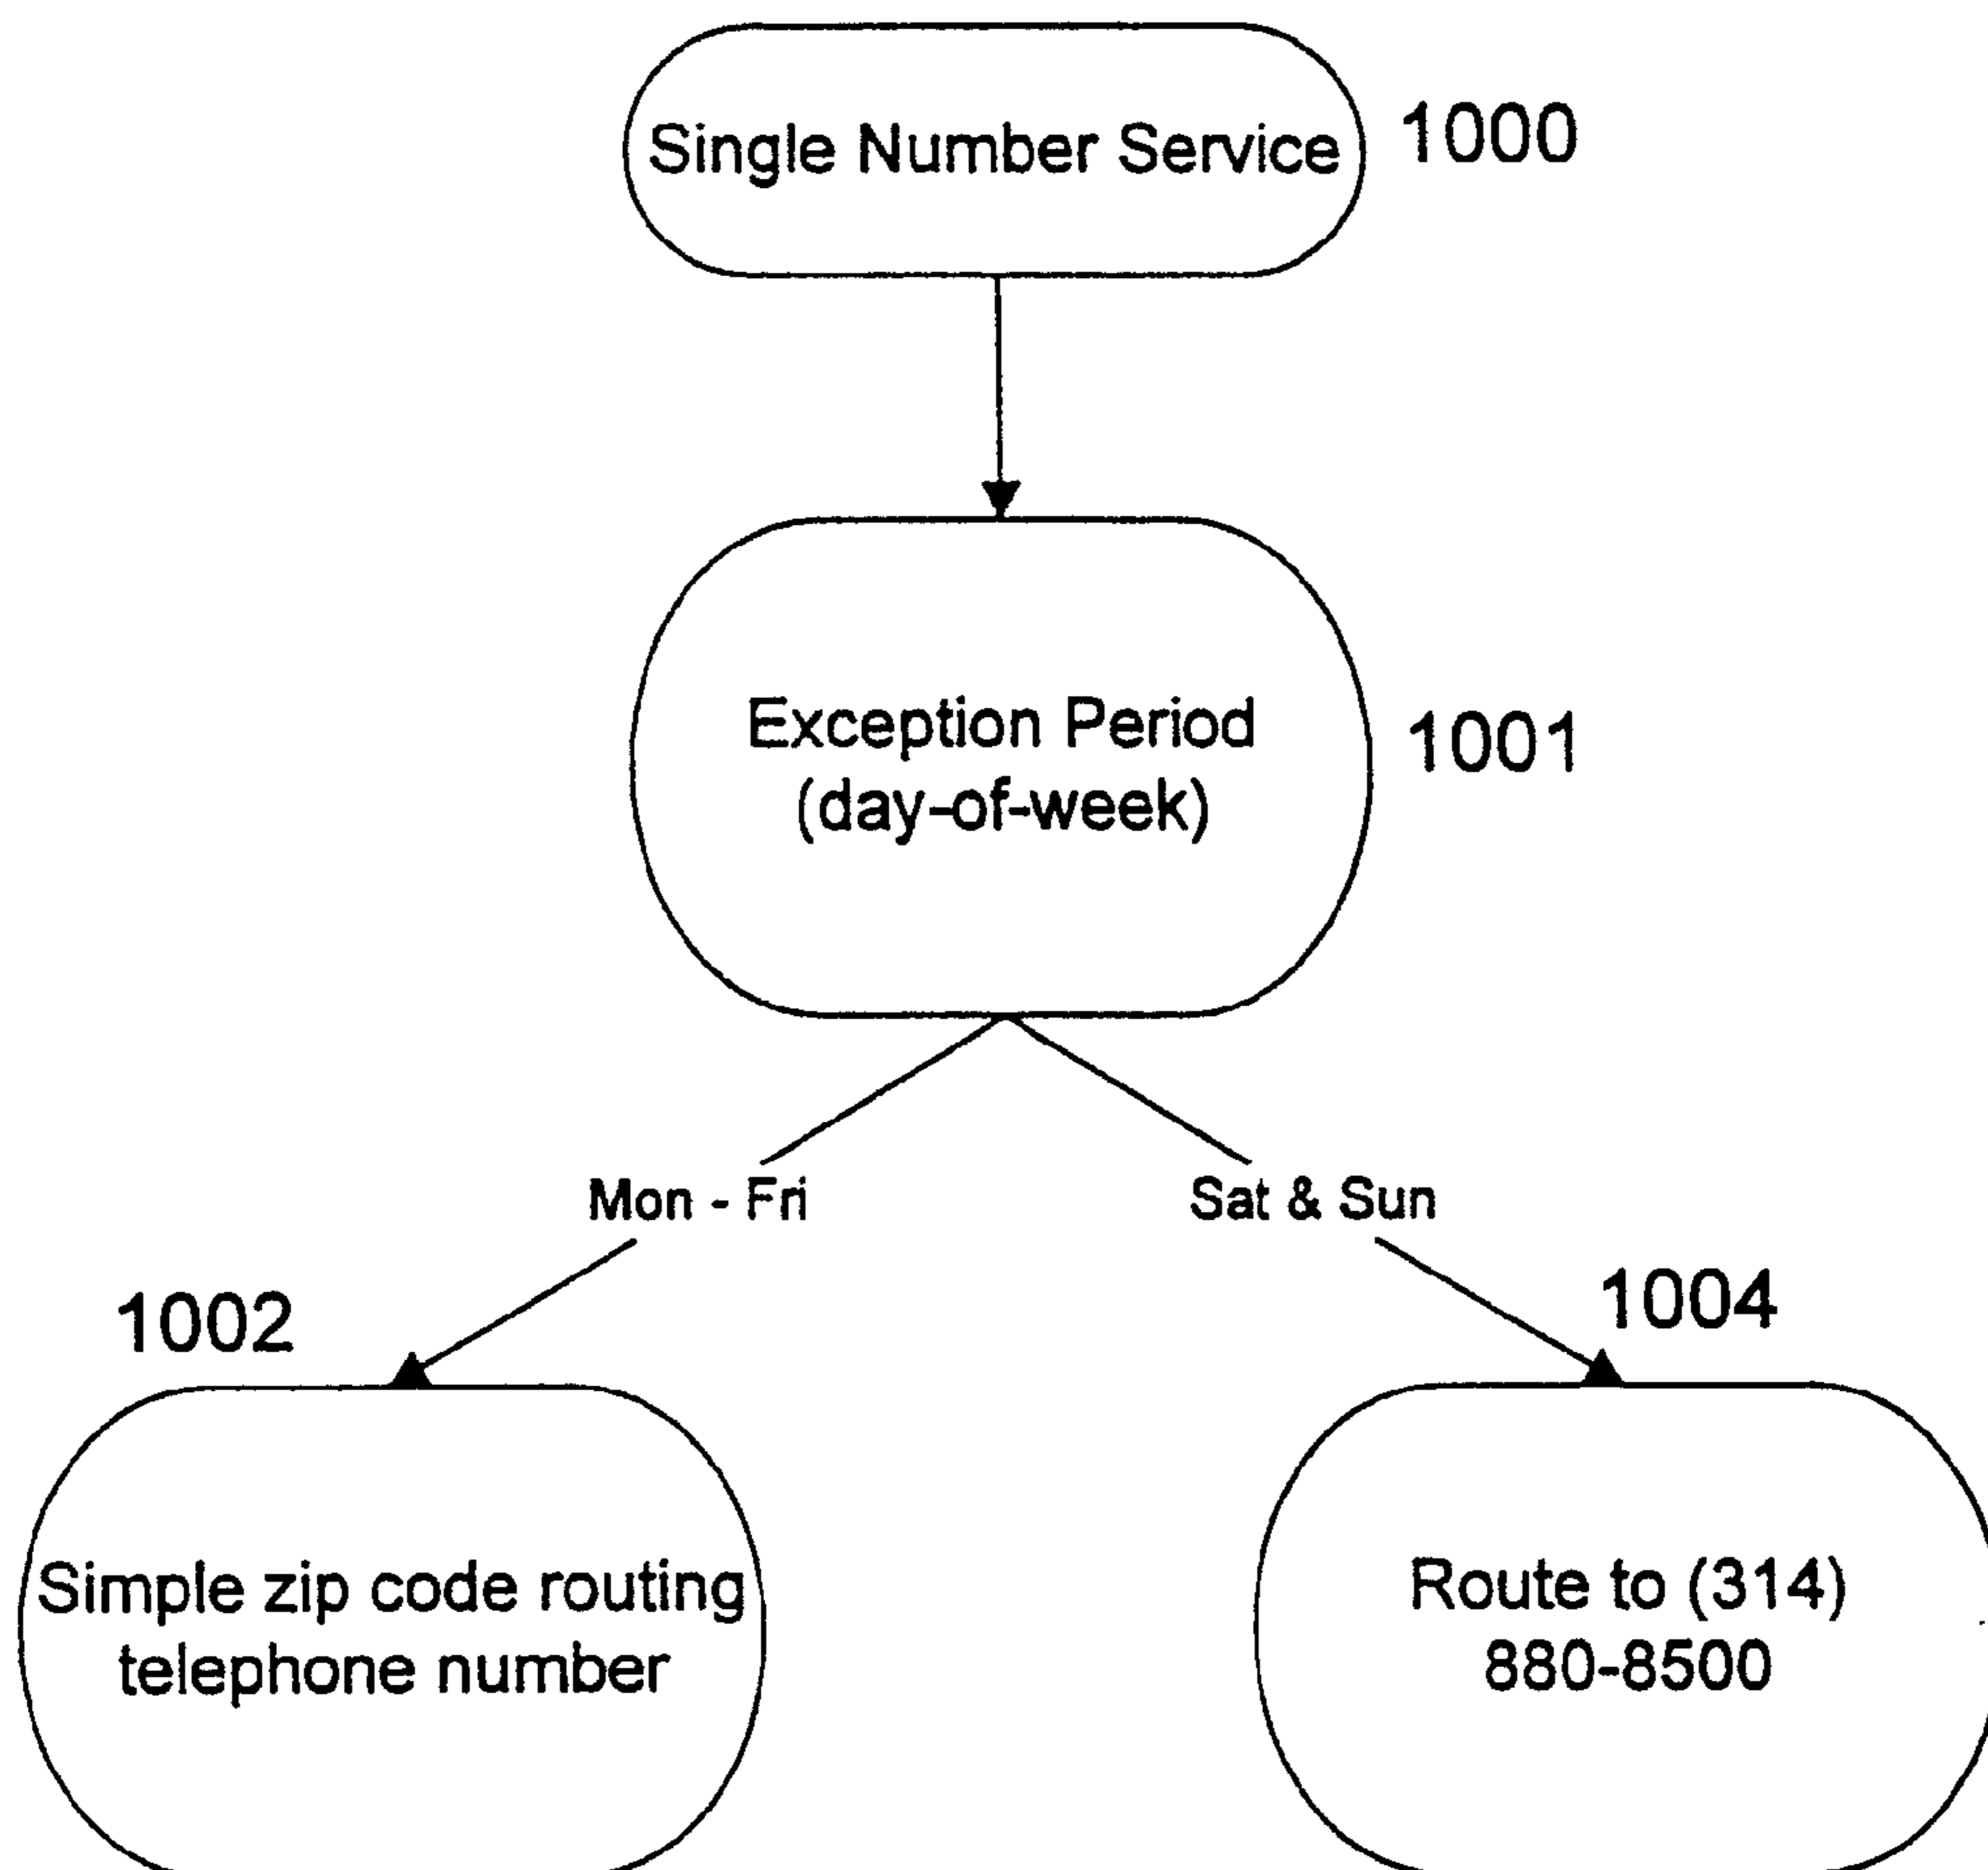 Single Number Service
1000
Exception Period
(day-of-week)
1001
Mon - Fri
Sat & Sun
1002
1004
Simple zip code routing
telephone number
Route to (314)
880-8500